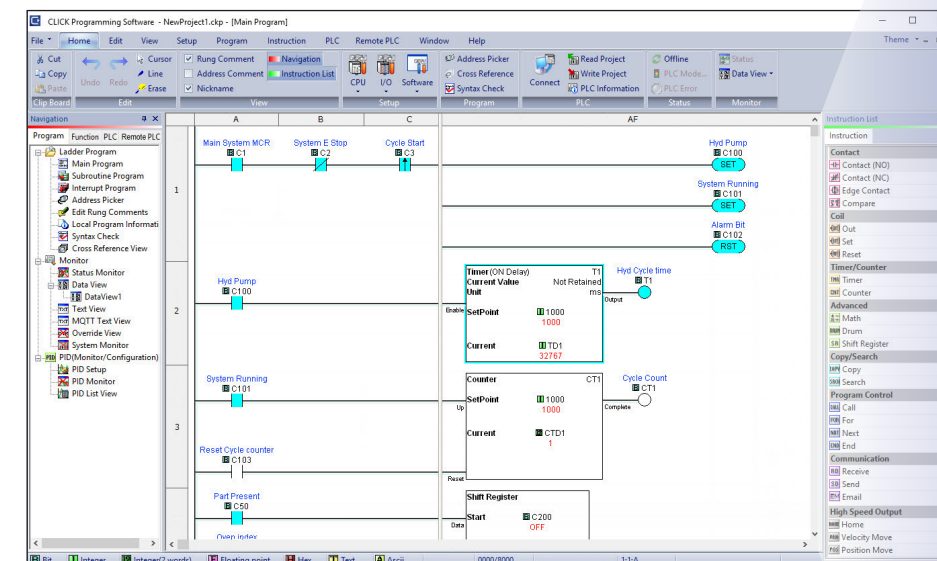 CLICK Programming Software - NewProject1.ckp - [Main Program]
File Home Edit View Setup Program Instruction PLC Remote PLC Window Help Theme
Cut Copy Paste
Clip Board
Undo Redo Cursor Line Erase
Edit
Rung Comment Address Comment Nickname Navigation Instruction List
View
CPU I/O Software
Setup
Address Picker Cross Reference Syntax Check
Program
Connect Read Project Write Project PLC Information
PLC
Offline PLC Mode... PLC Error
Status
Status Data View
Monitor
Navigation
Program Function PLC Remote PLC
Ladder Program
Main Program
Subroutine Program
Interrupt Program
Address Picker
Edit Rung Comments
Local Program Informati
Syntax Check
Cross Reference View
Monitor
Status Monitor
Data View
DataView1
Text View
MQTT Text View
Override View
System Monitor
PID(Monitor/Configuration)
PID Setup
PID Monitor
PID List View
A B C AF
1
Main System MCR System E Stop Cycle Start Hyd Pump
C1 C2 C3 C100
SET
System Running
C101
SET
Alarm Bit
C102
RST
2
Hyd Pump
C100
Timer (ON Delay) T1
Current Value Not Retained
Unit ms
Enable SetPoint 1000
1000
Current TD1
32767
Hyd Cycle time
T1
Output
3
System Running
C101
Counter CT1
Up SetPoint 1000
1000
Current CTD1
1
Cycle Count
CT1
Complete
Reset Cycle counter
C103
Reset
Part Present
C50
Shift Register
Data Start C200
OFF
Oven index
Instruction List
Instruction
Contact
Contact (NO)
Contact (NC)
Edge Contact
Compare
Coil
Out
Set
Reset
Timer/Counter
Timer
Counter
Advanced
Math
Drum
Shift Register
Copy/Search
Copy
Search
Program Control
Call
For
Next
End
Communication
Receive
Send
Email
High Speed Output
Home
Velocity Move
Position Move
Bit Integer Integer(2 words) Floating point Hex Text Ascii 0000/8000 1:1-A